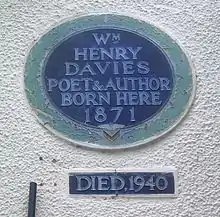 Wm
HENRY
DAVIES
POET & AUTHOR
BORN HERE
1871
DIED, 1940